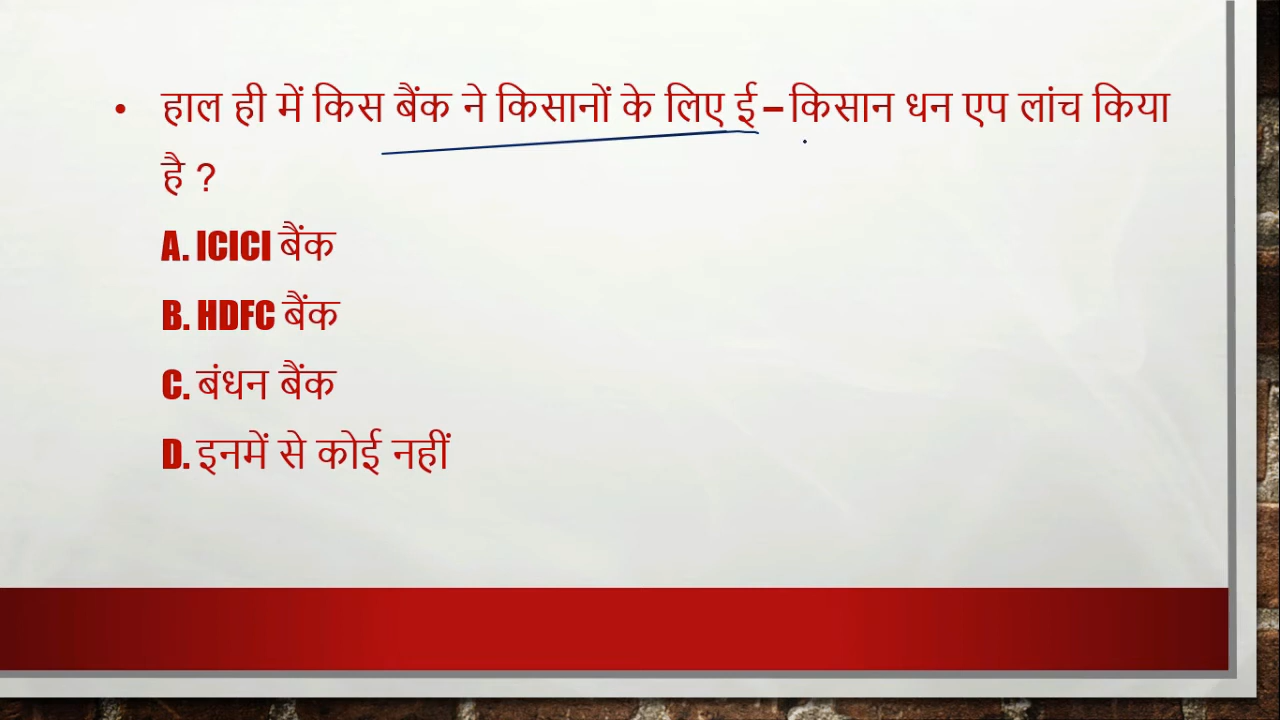 • हाल ही में किस बैंक ने किसानों के लिए ई – किसान धन एप लांच किया
है ?
A. ICICI बैंक
B. HDFC बैंक
C. बंधन बैंक
D. इनमें से कोई नहीं